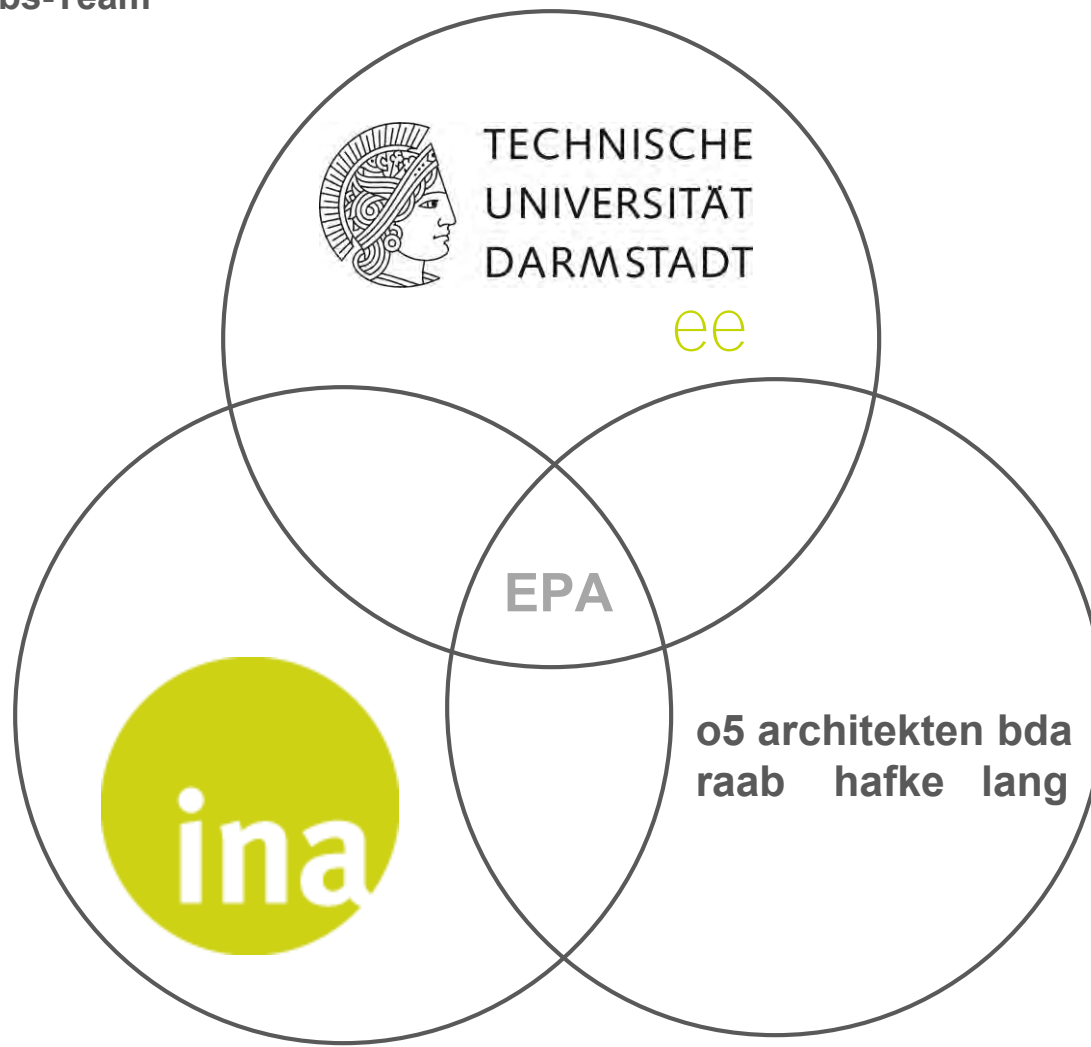 bs-Team
TECHNISCHE
UNIVERSITÄT
DARMSTADT
ee
EPA
ina
o5 architekten bda
raab hafke lang